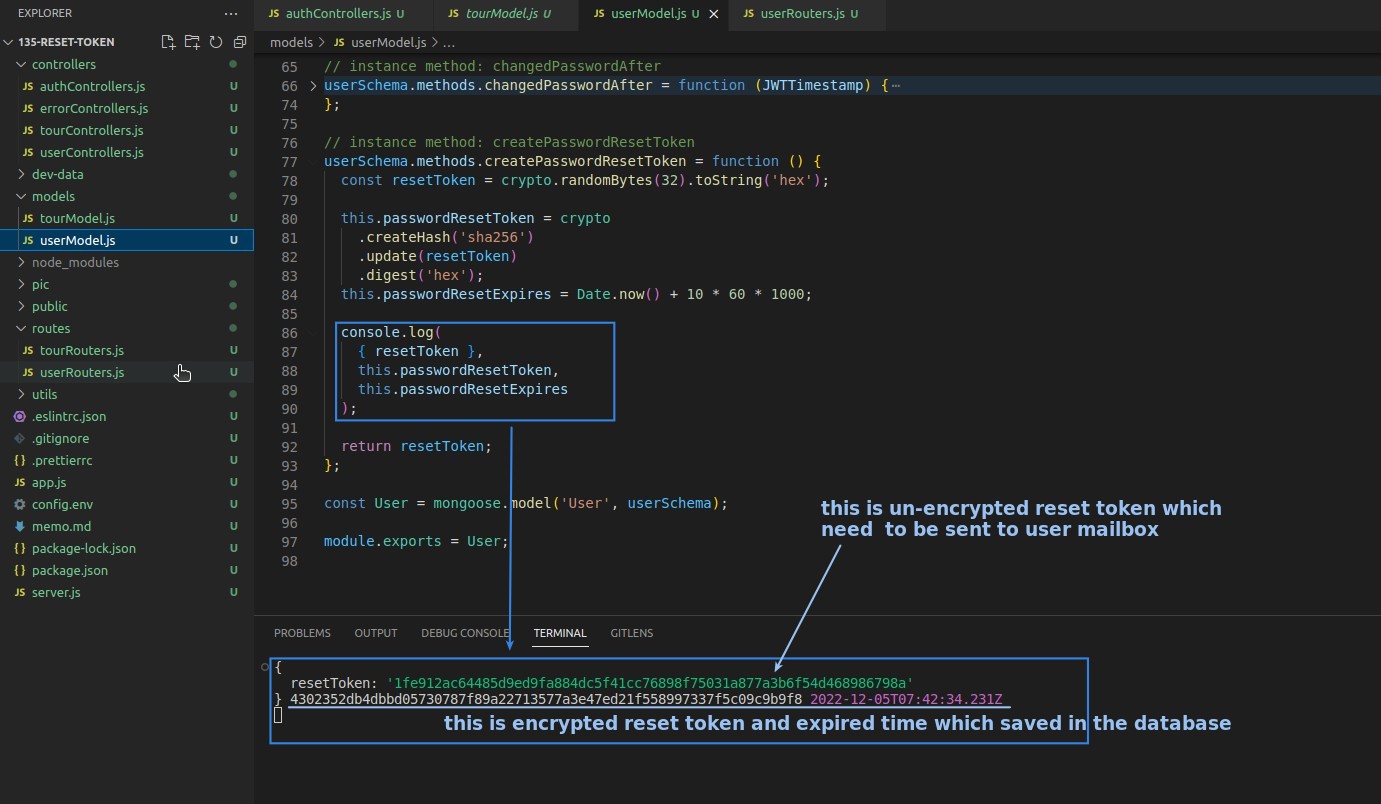 EXPLORER ...
135-RESET-TOKEN
controllers
JS authControllers.js U
JS errorControllers.js U
JS tourControllers.js U
JS userControllers.js U
dev-data
models
JS tourModel.js U
JS userModel.js U
node_modules
pic
public
routes
JS tourRouters.js U
JS userRouters.js U
utils
.eslintrc.json U
.gitignore U
{} .prettierrc U
JS app.js U
config.env U
memo.md U
{} package-lock.json U
{} package.json U
JS server.js U
JS authControllers.js U JS tourModel.js U JS userModel.js U JS userRouters.js U
models > JS userModel.js > ...
65 // instance method: changedPasswordAfter
66 userSchema.methods.changedPasswordAfter = function (JWTTimestamp) {⋯
74 };
75
76 // instance method: createPasswordResetToken
77 userSchema.methods.createPasswordResetToken = function () {
78 const resetToken = crypto.randomBytes(32).toString('hex');
79
80 this.passwordResetToken = crypto
81 .createHash('sha256')
82 .update(resetToken)
83 .digest('hex');
84 this.passwordResetExpires = Date.now() + 10 * 60 * 1000;
85
86 console.log(
87 { resetToken },
88 this.passwordResetToken,
89 this.passwordResetExpires
90 );
91
92 return resetToken;
93 };
94
95 const User = mongoose.model('User', userSchema);
96
97 module.exports = User;
98
this is un-encrypted reset token which
need to be sent to user mailbox
PROBLEMS OUTPUT DEBUG CONSOLE TERMINAL GITLENS
{
resetToken: '1fe912ac64485d9ed9fa884dc5f41cc76898f75031a877a3b6f54d468986798a'
} 4302352db4dbbd05730787f89a22713577a3e47ed21f558997337f5c09c9b9f8 2022-12-05T07:42:34.231Z
this is encrypted reset token and expired time which saved in the database